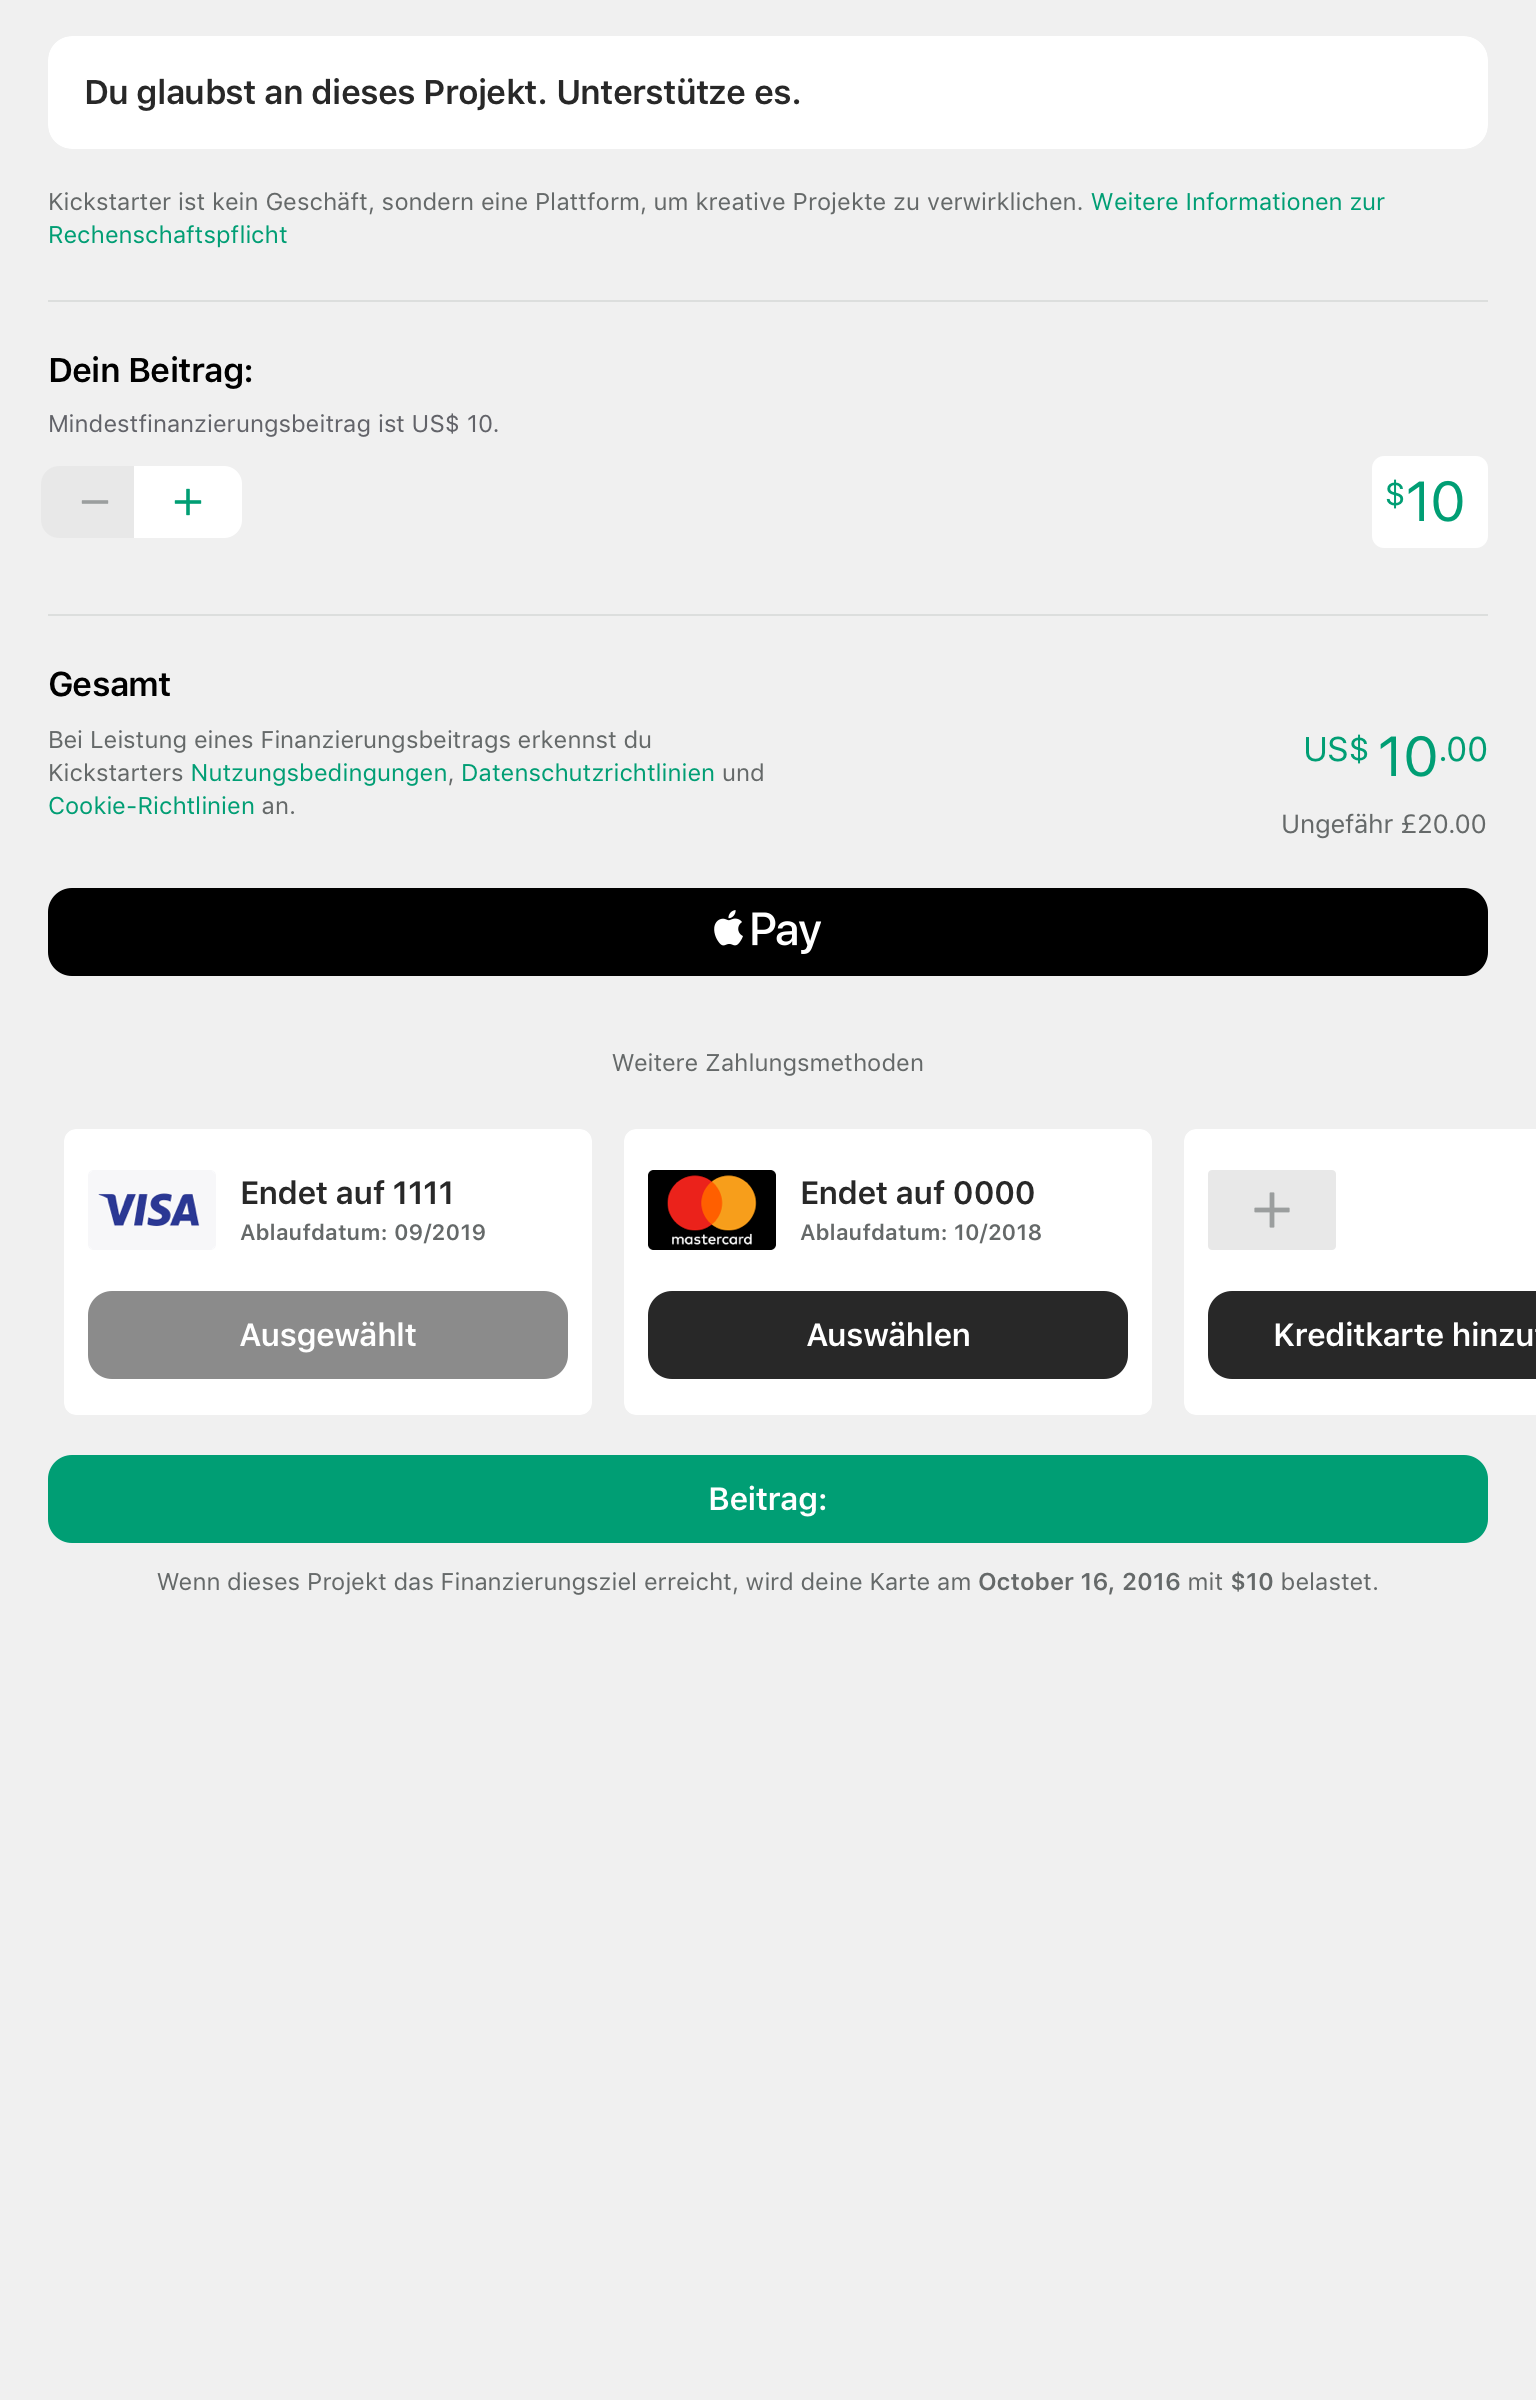 Du glaubst an dieses Projekt. Unterstütze es.
Kickstarter ist kein Geschäft, sondern eine Plattform, um kreative Projekte zu verwirklichen. Weitere Informationen zur
Rechenschaftspflicht
Dein Beitrag:
Mindestfinanzierungsbeitrag ist US$ 10.
− +
$10
Gesamt
Bei Leistung eines Finanzierungsbeitrags erkennst du
Kickstarters Nutzungsbedingungen, Datenschutzrichtlinien und
Cookie-Richtlinien an.
US$ 10.00
Ungefähr £20.00
Pay
Weitere Zahlungsmethoden
VISA
Endet auf 1111
Ablaufdatum: 09/2019
Ausgewählt
mastercard
Endet auf 0000
Ablaufdatum: 10/2018
Auswählen
+
Kreditkarte
Beitrag:
Wenn dieses Projekt das Finanzierungsziel erreicht, wird deine Karte am October 16, 2016 mit $10 belastet.